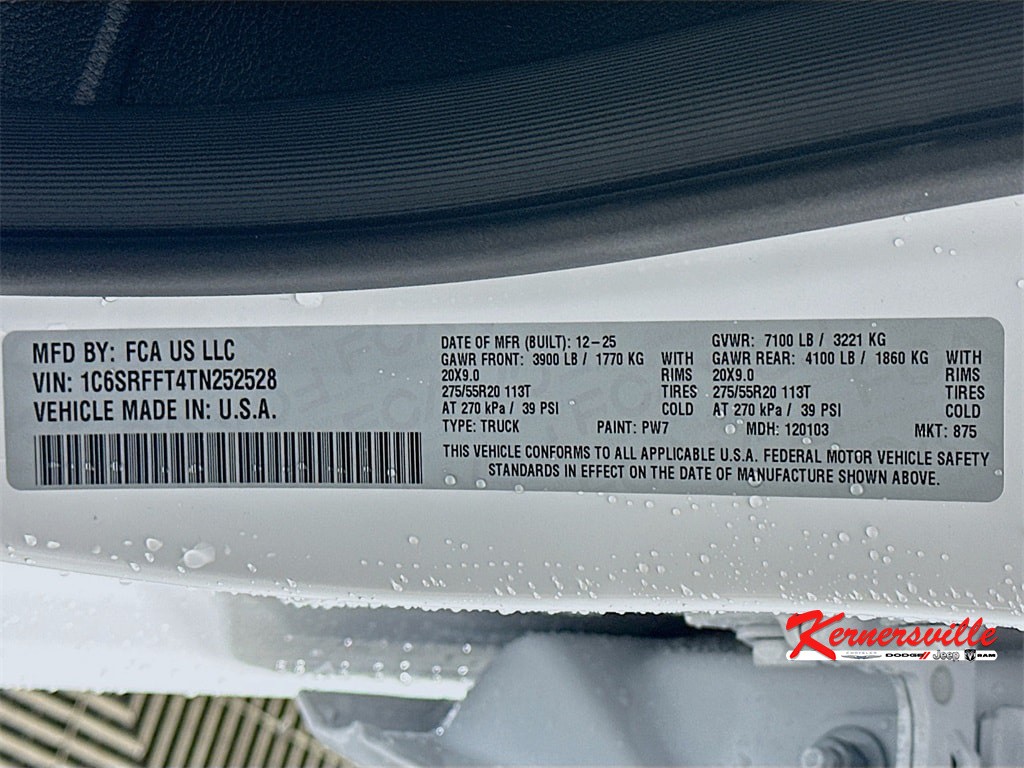 MFD BY: FCA US LLC
VIN: 1C6SRFFT4TN252528
VEHICLE MADE IN: U.S.A.
DATE OF MFR (BUILT): 12-25
GAWR FRONT: 3900 LB / 1770 KG WITH
20X9.0 RIMS
275/55R20 113T TIRES
AT 270 kPa / 39 PSI COLD
TYPE: TRUCK PAINT: PW7
GVWR: 7100 LB / 3221 KG
GAWR REAR: 4100 LB / 1860 KG WITH
20X9.0 RIMS
275/55R20 113T TIRES
AT 270 kPa / 39 PSI COLD
MDH: 120103 MKT: 875
THIS VEHICLE CONFORMS TO ALL APPLICABLE U.S.A. FEDERAL MOTOR VEHICLE SAFETY
STANDARDS IN EFFECT ON THE DATE OF MANUFACTURE SHOWN ABOVE.
Kernersville
CHRYSLER DODGE Jeep RAM